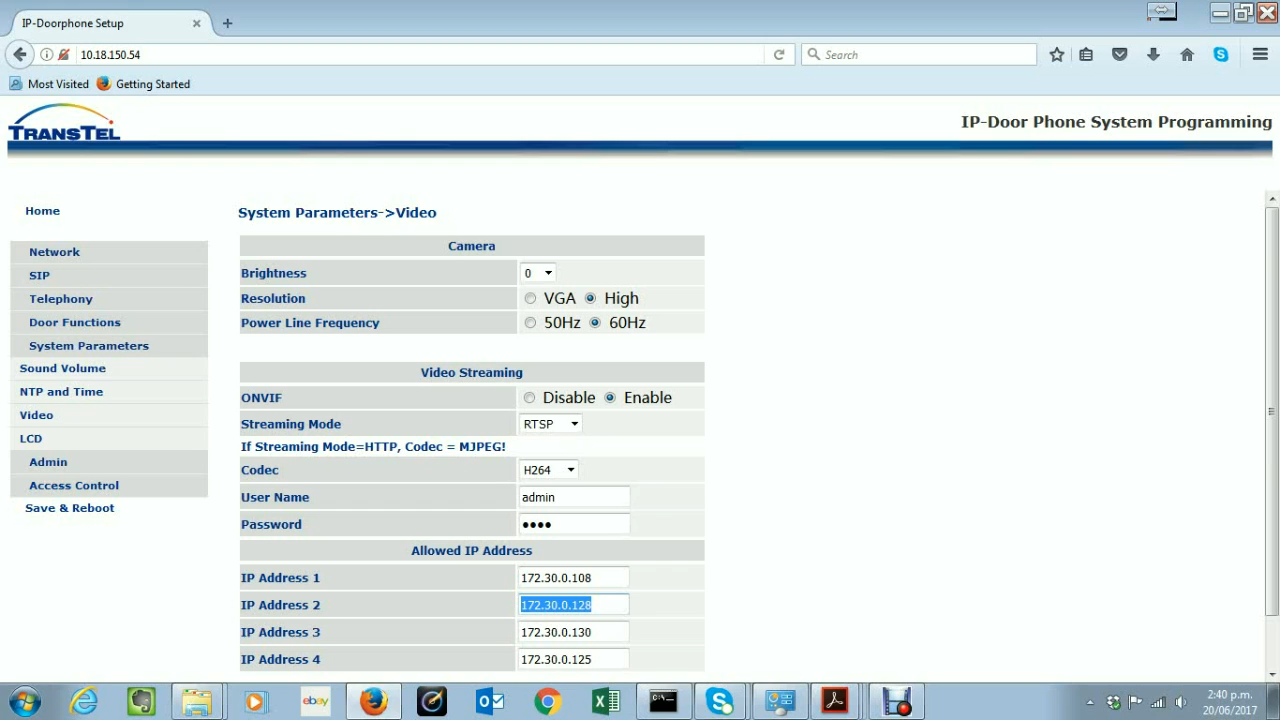 IP-Doorphone Setup
10.18.150.54
Search
Most Visited
Getting Started
TRANSTEL
IP-Door Phone System Programming
Home
Network
SIP
Telephony
Door Functions
System Parameters
Sound Volume
NTP and Time
Video
LCD
Admin
Access Control
Save & Reboot
System Parameters->Video
Camera
Brightness 0
Resolution VGA High
Power Line Frequency 50Hz 60Hz
Video Streaming
ONVIF Disable Enable
Streaming Mode RTSP
If Streaming Mode=HTTP, Codec = MJPEG!
Codec H264
User Name admin
Password ●●●●
Allowed IP Address
IP Address 1 172.30.0.108
IP Address 2 172.30.0.128
IP Address 3 172.30.0.130
IP Address 4 172.30.0.125
ebay
C:\_
2:40 p.m.
20/06/2017